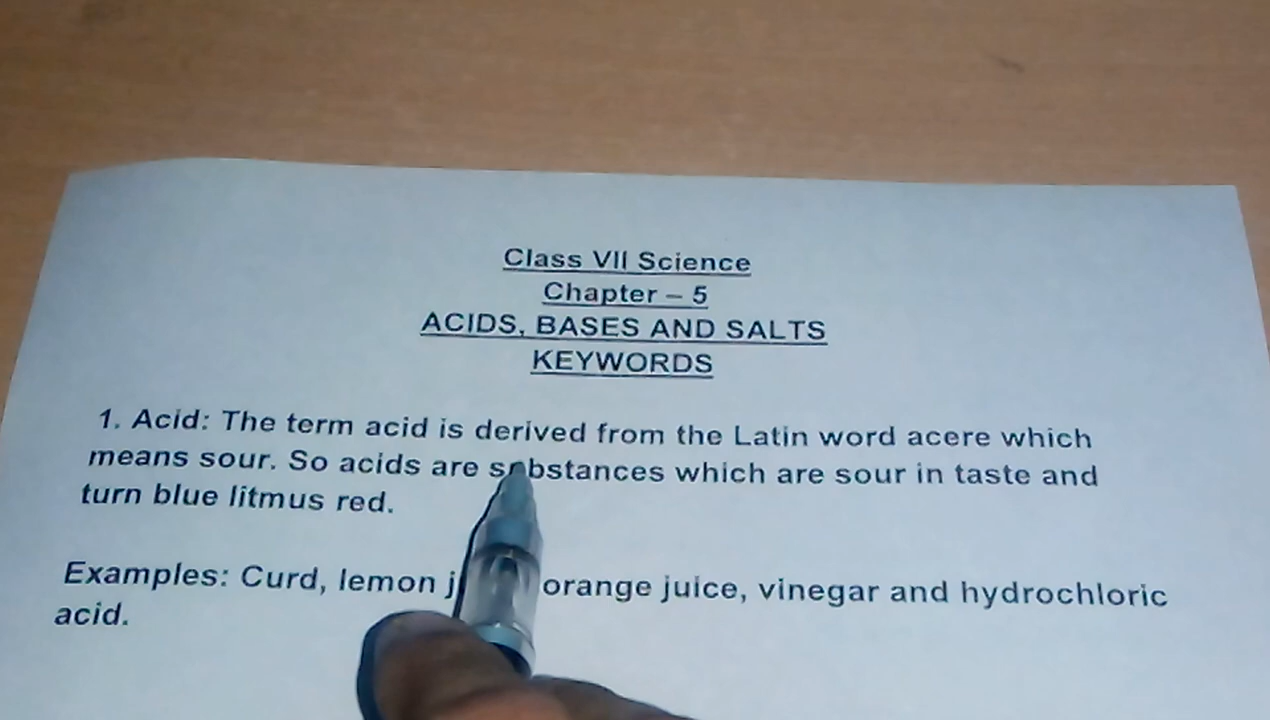 Class VII Science
Chapter – 5
ACIDS, BASES AND SALTS
KEYWORDS
1. Acid: The term acid is derived from the Latin word acere which
means sour. So acids are substances which are sour in taste and
turn blue litmus red.
Examples: Curd, lemon orange juice, vinegar and hydrochloric
acid.